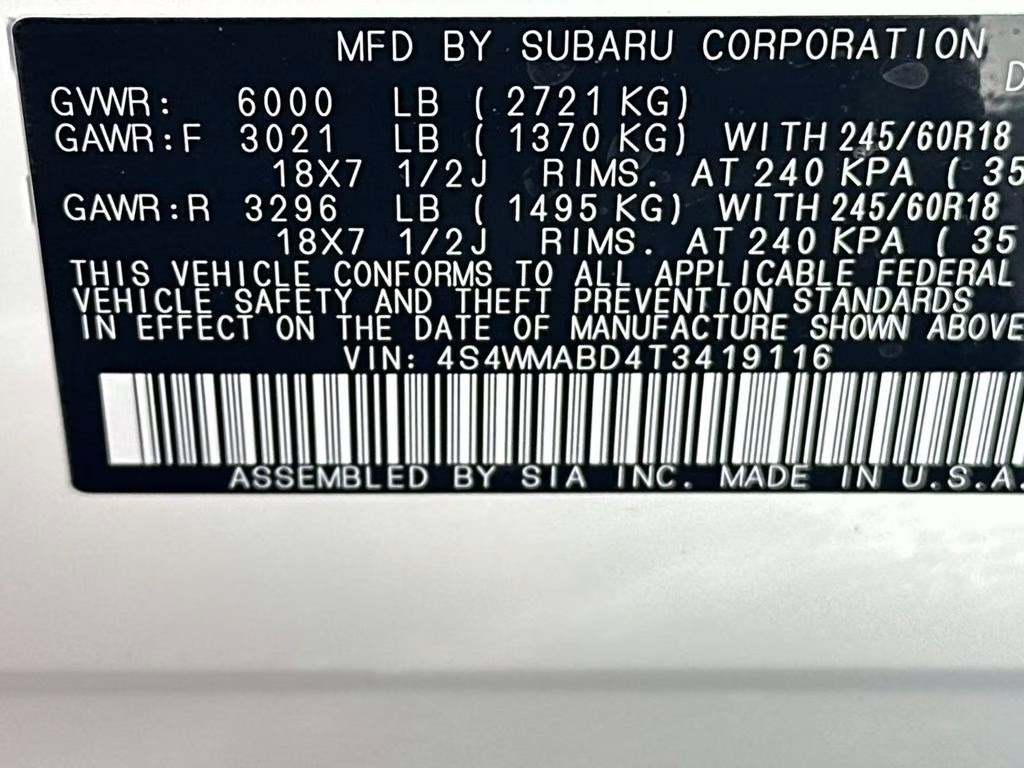 MFD BY SUBARU CORPORATION
D
GVWR: 6000 LB ( 2721 KG)
GAWR:F 3021 LB ( 1370 KG) WITH 245/60R18
18X7 1/2J RIMS. AT 240 KPA ( 35
GAWR:R 3296 LB ( 1495 KG) WITH 245/60R18
18X7 1/2J RIMS. AT 240 KPA ( 35
THIS VEHICLE CONFORMS TO ALL APPLICABLE FEDERAL
VEHICLE SAFETY AND THEFT PREVENTION STANDARDS
IN EFFECT ON THE DATE OF MANUFACTURE SHOWN ABOVE
VIN: 4S4WMABD4T3419116
ASSEMBLED BY SIA INC. MADE IN U.S.A.